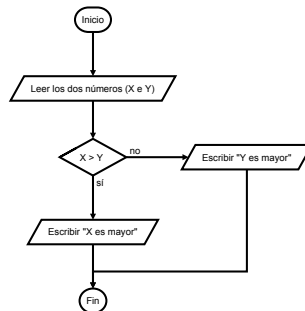 Inicio
Leer los dos números (X e Y)
X > Y
no
Escribir "Y es mayor"
sí
Escribir "X es mayor"
Fin